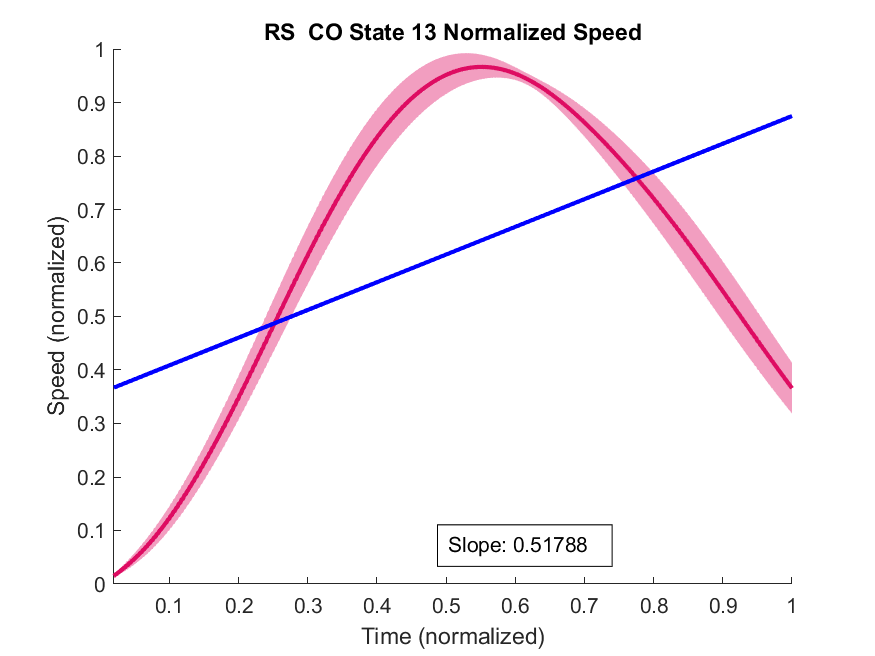 RS  CO State 13 Normalized Speed
1
0.9
0.8
0.7
0.6
0.5
0.4
0.3
0.2
0.1
0
Speed (normalized)
Slope: 0.51788
0.1 0.2 0.3 0.4 0.5 0.6 0.7 0.8 0.9 1
Time (normalized)